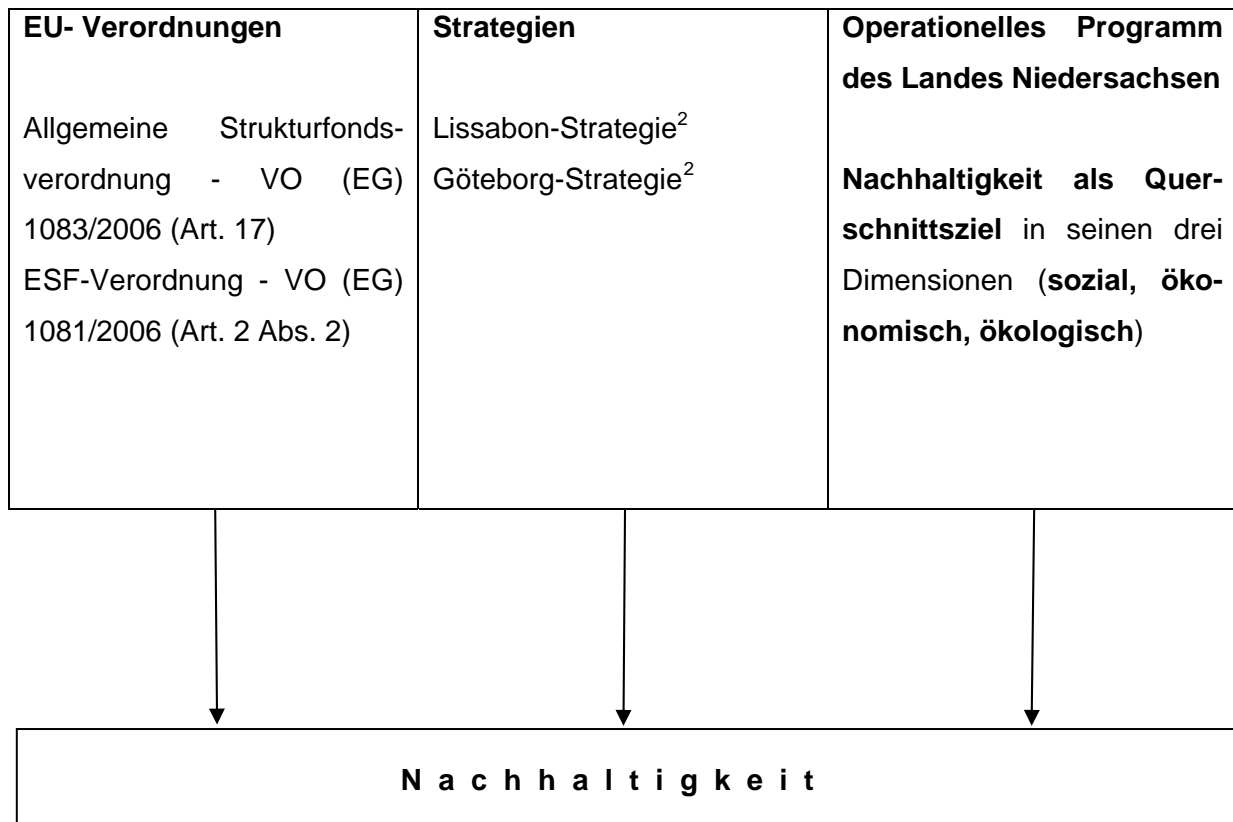 EU- Verordnungen
Allgemeine Strukturfonds-
verordnung - VO (EG)
1083/2006 (Art. 17)
ESF-Verordnung - VO (EG)
1081/2006 (Art. 2 Abs. 2)
Strategien
Lissabon-Strategie²
Göteborg-Strategie²
Operationelles Programm
des Landes Niedersachsen
Nachhaltigkeit als Quer-
schnittsziel in seinen drei
Dimensionen (sozial, öko-
nomisch, ökologisch)
N a c h h a l t i g k e i t